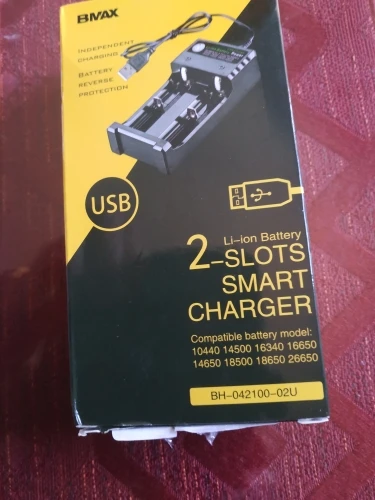 BMAX
INDEPENDENT
CHARGING
BATTERY
REVERSE
PROTECTION
USB
Li-ion Battery
2-SLOTS
SMART
CHARGER
Compatible battery model:
10440 14500 16340 16650
14650 18500 18650 26650
BH-042100-02U